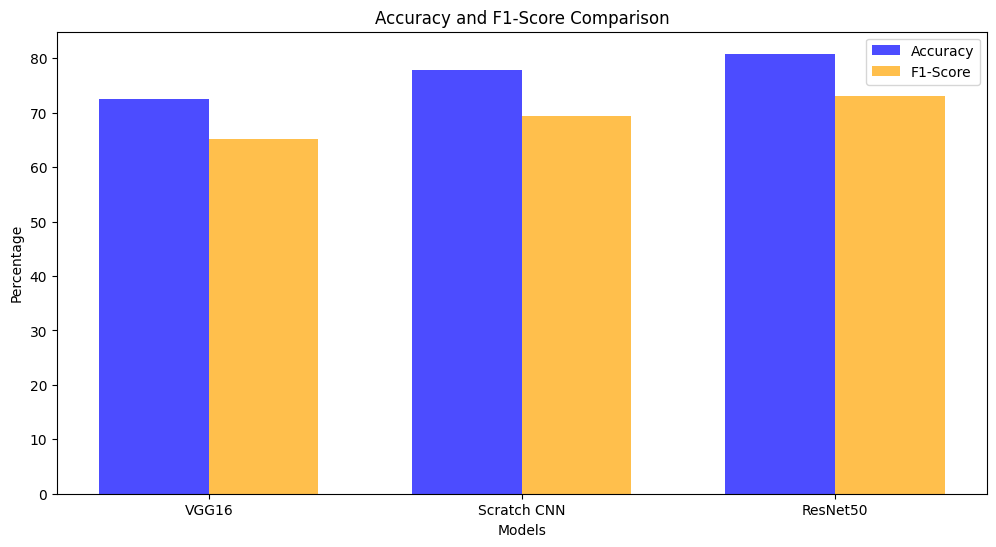 Accuracy and F1-Score Comparison
Accuracy
F1-Score
Percentage
80
70
60
50
40
30
20
10
0
VGG16
Scratch CNN
ResNet50
Models